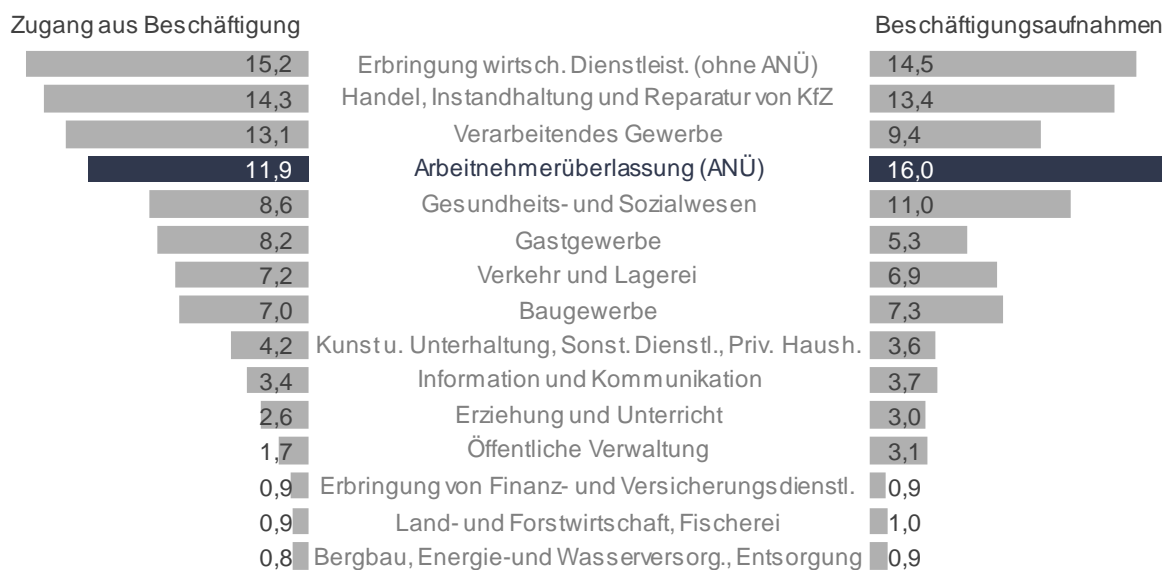 Zugang aus Beschäftigung Beschäftigungsaufnahmen
15,2 Erbringung wirtsch. Dienstleist. (ohne ANÜ) 14,5
14,3 Handel, Instandhaltung und Reparatur von KfZ 13,4
13,1 Verarbeitendes Gewerbe 9,4
11,9 Arbeitnehmerüberlassung (ANÜ) 16,0
8,6 Gesundheits- und Sozialwesen 11,0
8,2 Gastgewerbe 5,3
7,2 Verkehr und Lagerei 6,9
7,0 Baugewerbe 7,3
4,2 Kunst u. Unterhaltung, Sonst. Dienstl., Priv. Haush. 3,6
3,4 Information und Kommunikation 3,7
2,6 Erziehung und Unterricht 3,0
1,7 Öffentliche Verwaltung 3,1
0,9 Erbringung von Finanz- und Versicherungsdienstl. 0,9
0,9 Land- und Forstwirtschaft, Fischerei 1,0
0,8 Bergbau, Energie-und Wasserversorg., Entsorgung 0,9